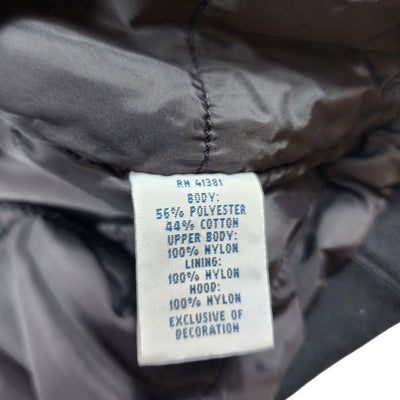 RN 41381
BODY:
56% POLYESTER
44% COTTON
UPPER BODY:
100% NYLON
LINING:
100% NYLON
HOOD:
100% NYLON
EXCLUSIVE OF
DECORATION